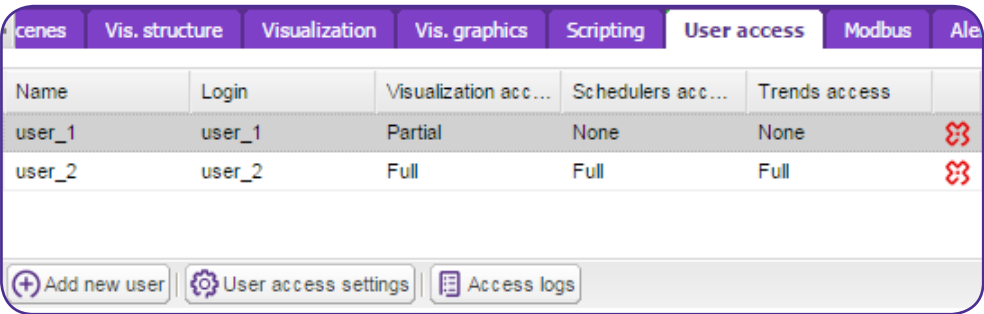 cenes Vis. structure Visualization Vis. graphics Scripting User access Modbus Ale
Name Login Visualization acc... Schedulers acc... Trends access
user_1 user_1 Partial None None
user_2 user_2 Full Full Full
Add new user User access settings Access logs